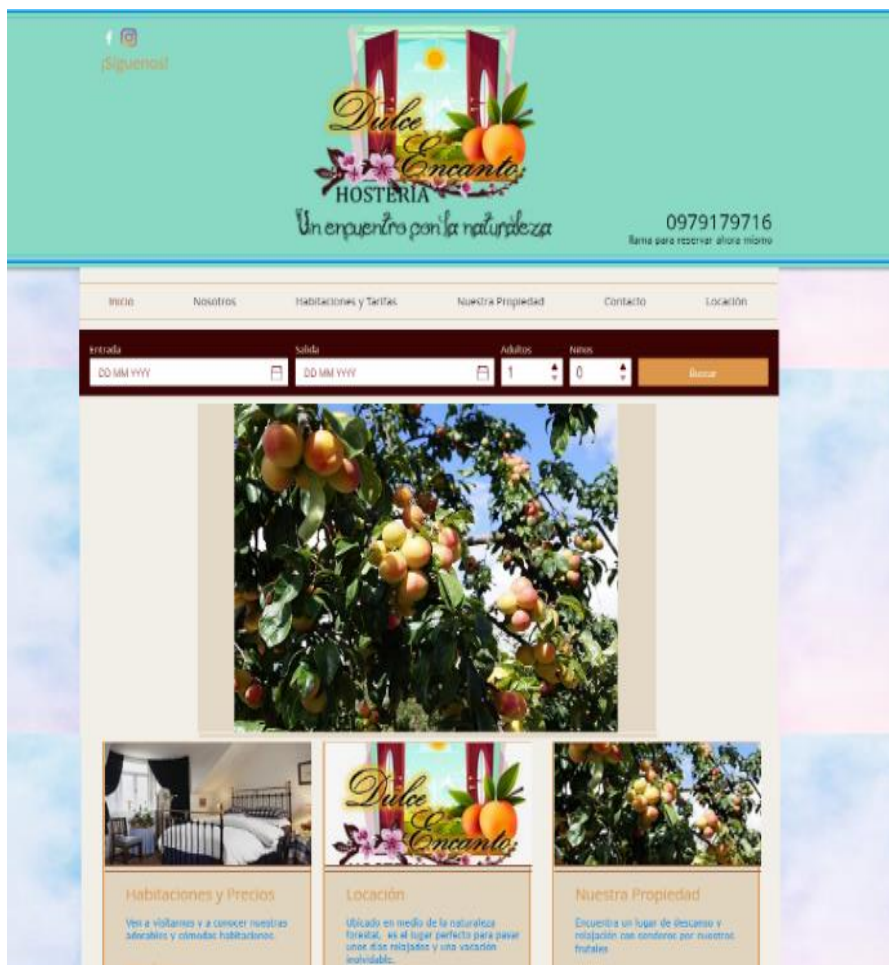 ¡Síguenos!
Dulce
Encanto
HOSTERÍA
Un encuentro con la naturaleza
0979179716
llama para reservar ahora mismo
Inicio Nosotros Habitaciones y Tarifas Nuestra Propiedad Contacto Locación
Entrada Salida Adultos Niños
DD MM YYYY DD MM YYYY 1 0 Buscar
Dulce
Encanto
Habitaciones y Precios
Ven a visitarnos y a conocer nuestras
adorables y cómodas habitaciones.
Locación
Ubicado en medio de la naturaleza
forestal, es el lugar perfecto para pasar
unos días relajados y una vacación
inolvidable.
Nuestra Propiedad
Encuentra un lugar de descanso y
relajación con senderos por nuestros
frutales